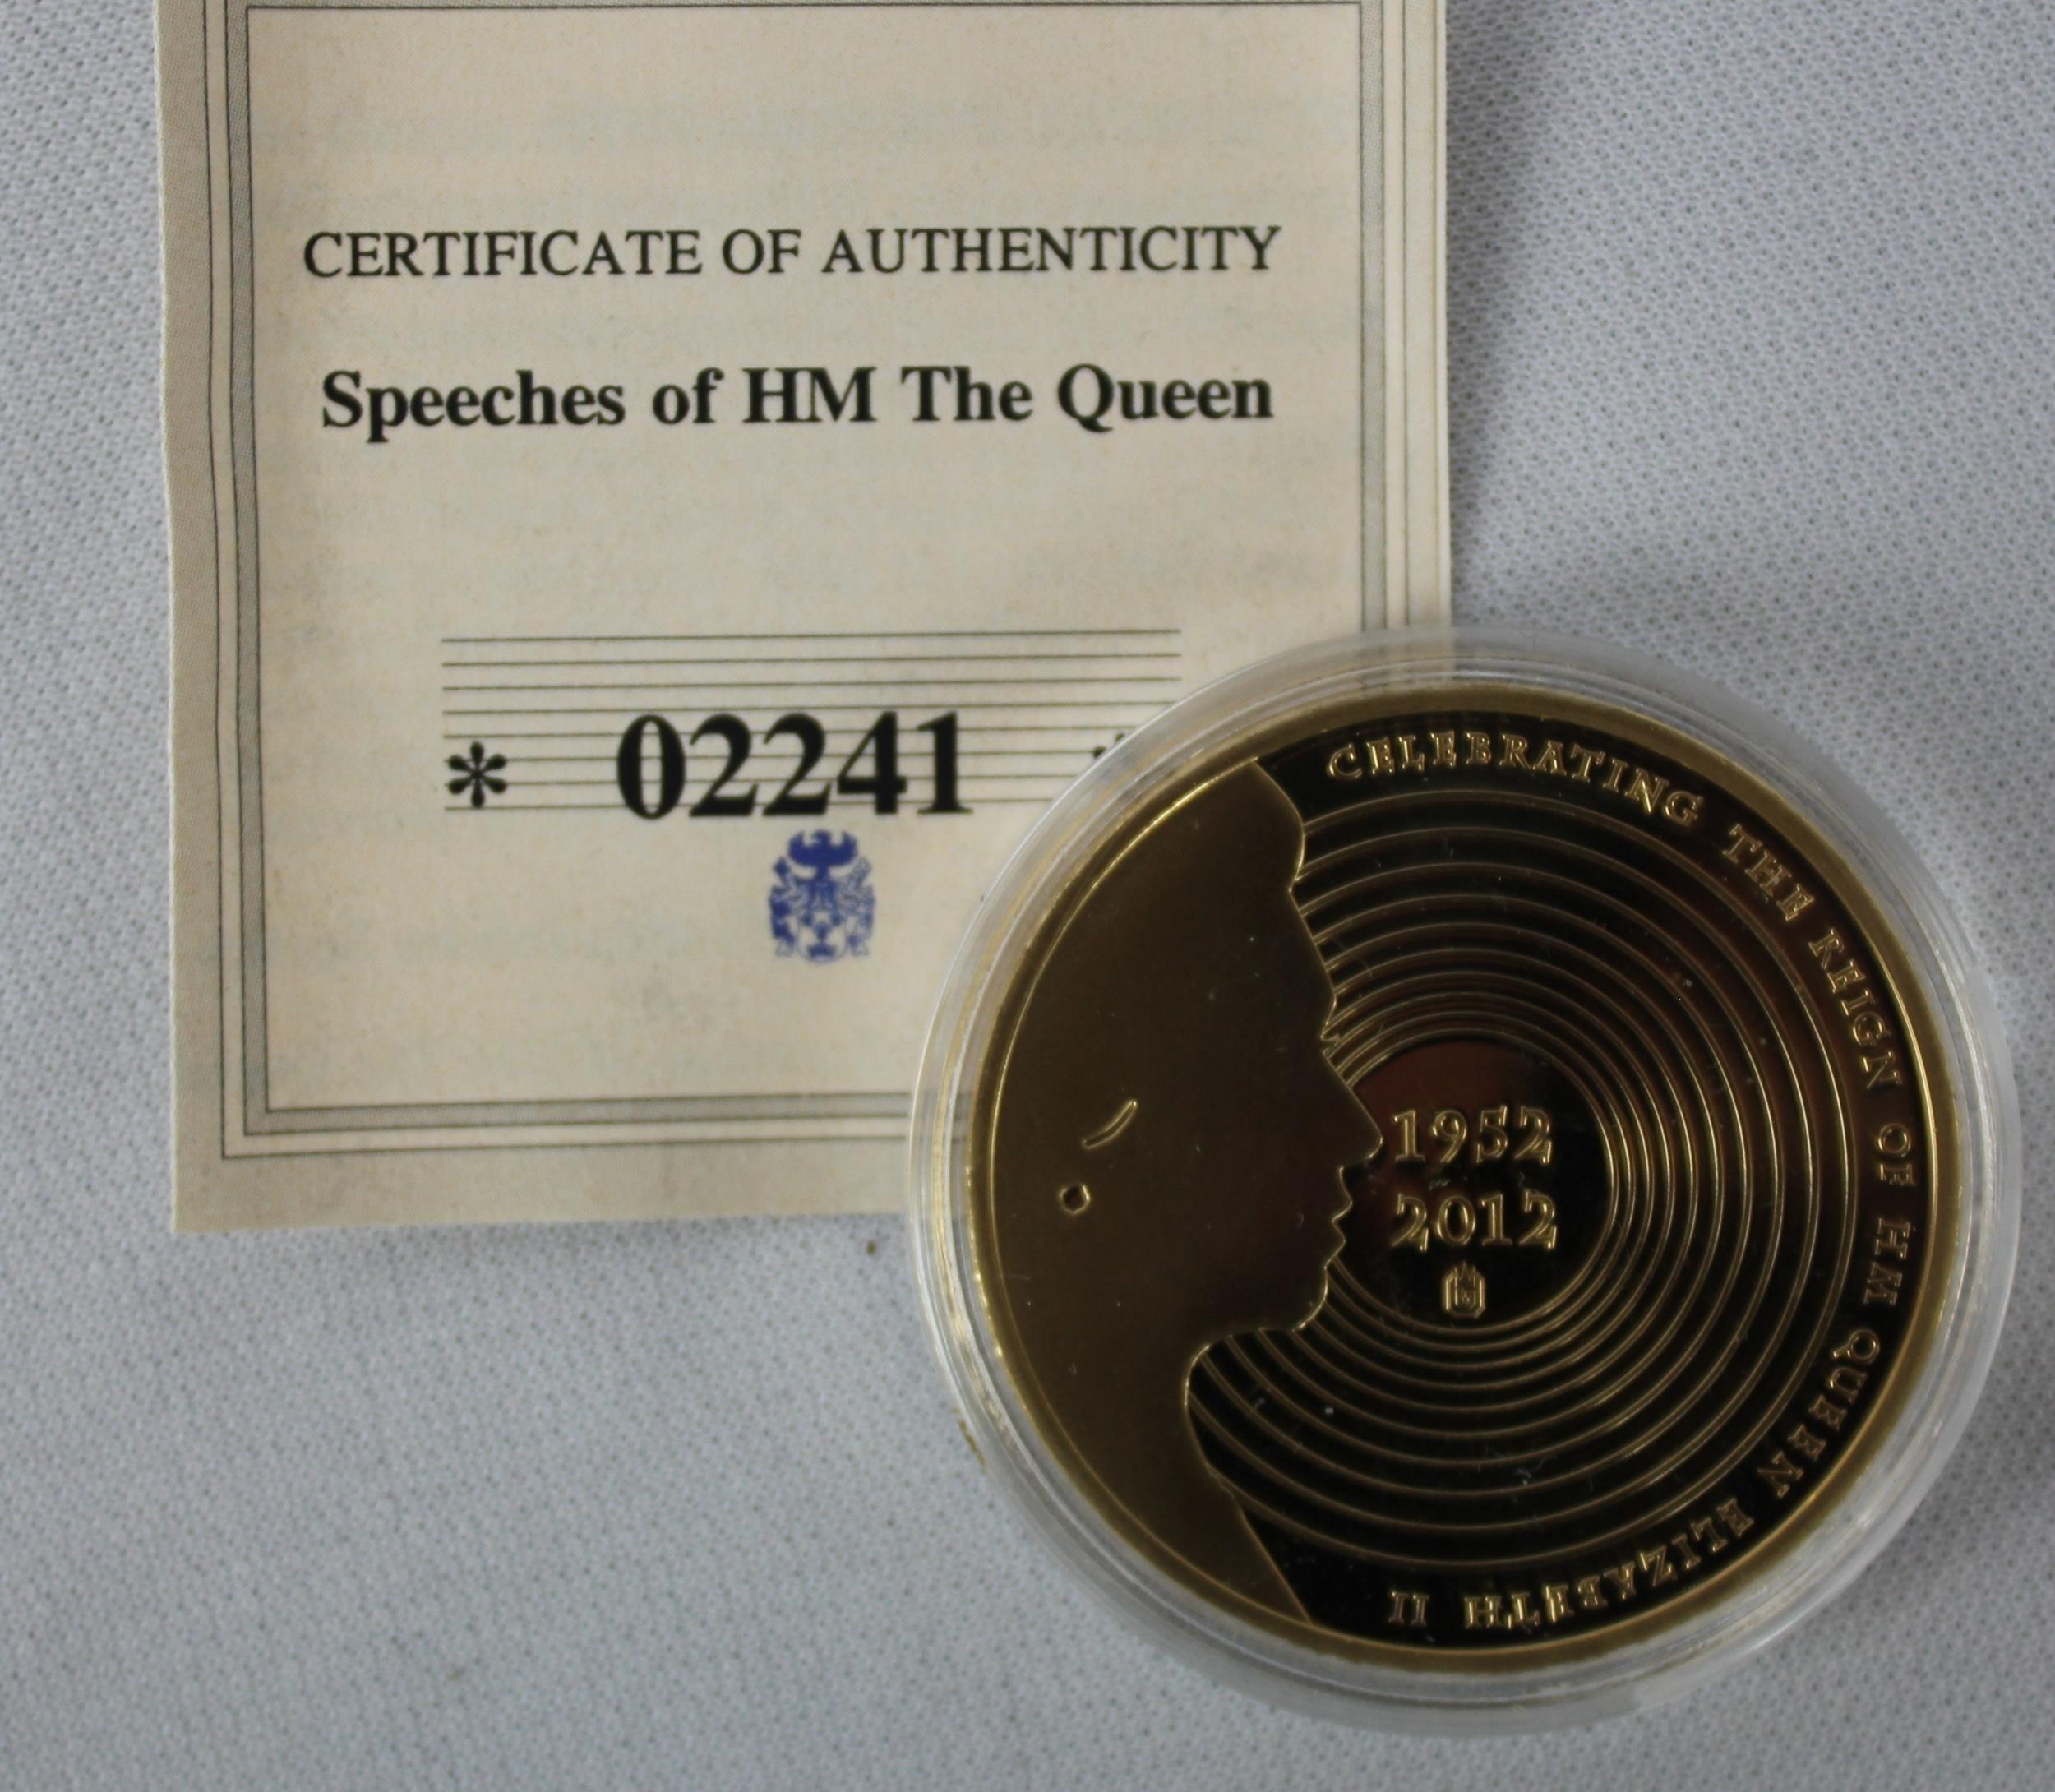 CERTIFICATE OF AUTHENTICITY
Speeches of HM The Queen
* 02241
CELEBRATING THE REIGN OF HM QUEEN ELIZABETH II
1952
2012